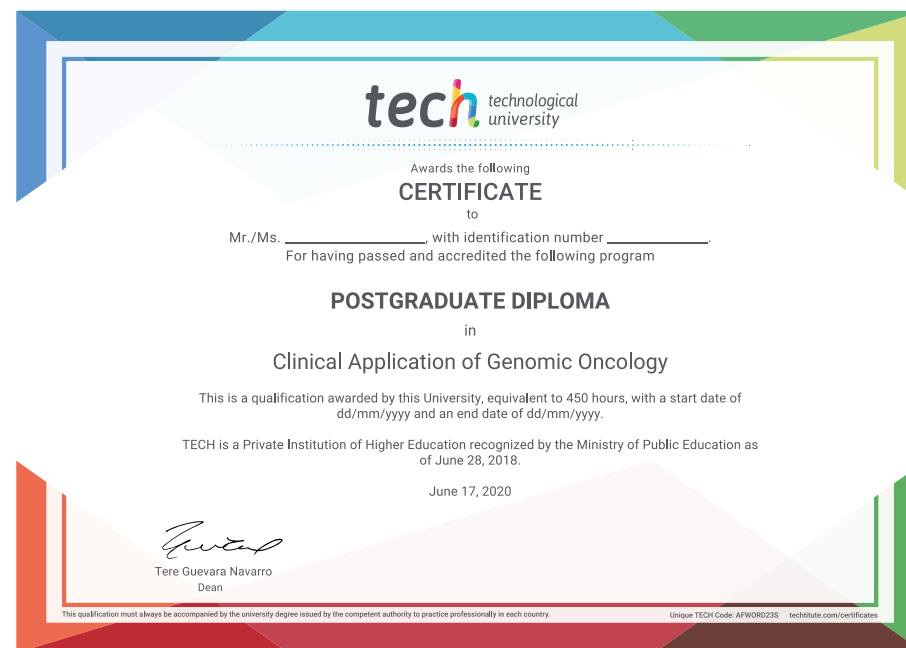 tech technological
university
Awards the following
CERTIFICATE
to
Mr./Ms. ____________________, with identification number ______________.
For having passed and accredited the following program
POSTGRADUATE DIPLOMA
in
Clinical Application of Genomic Oncology
This is a qualification awarded by this University, equivalent to 450 hours, with a start date of
dd/mm/yyyy and an end date of dd/mm/yyyy.
TECH is a Private Institution of Higher Education recognized by the Ministry of Public Education as
of June 28, 2018.
June 17, 2020
Tere Guevara Navarro
Dean
This qualification must always be accompanied by the university degree issued by the competent authority to practice professionally in each country.
Unique TECH Code: AFWORD23S techtitute.com/certificates